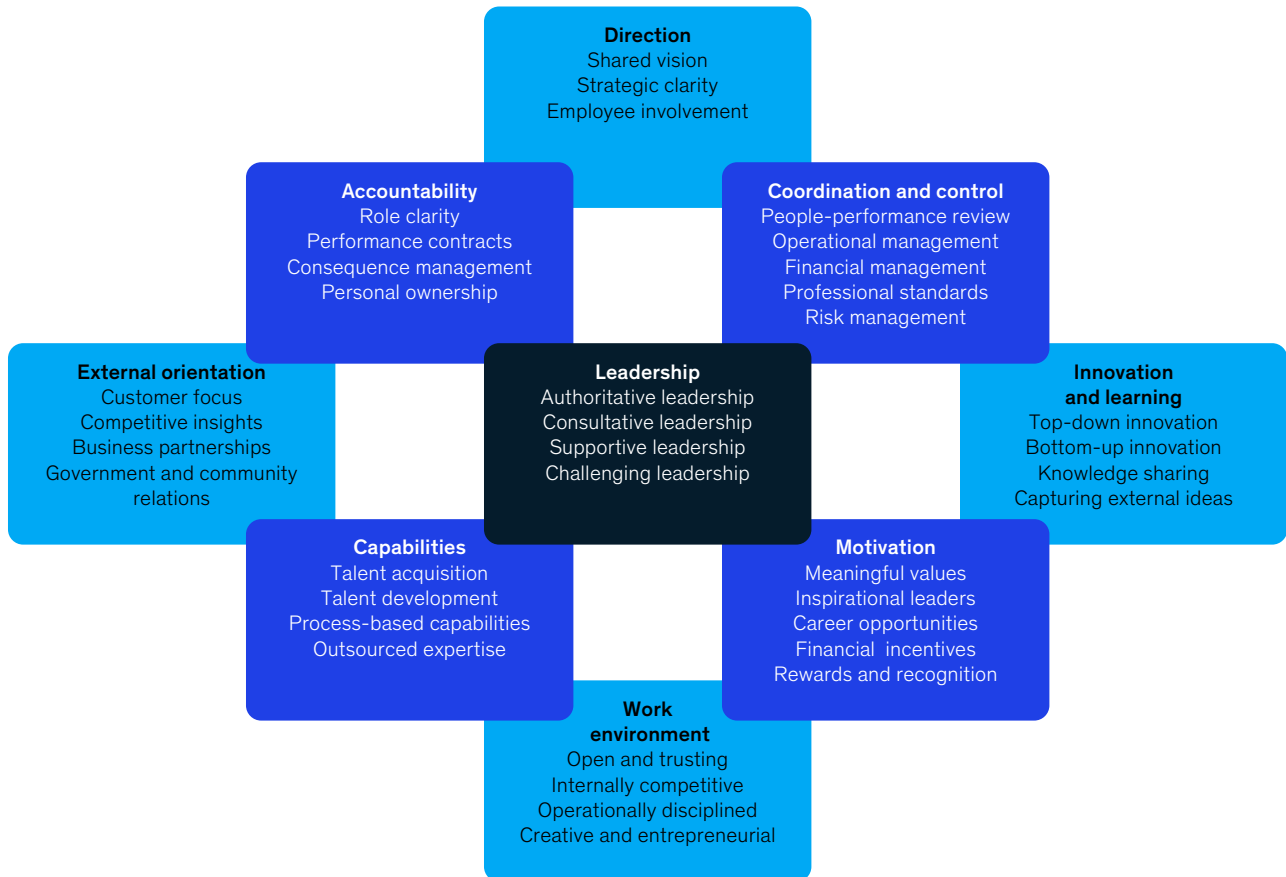 Direction
Shared vision
Strategic clarity
Employee involvement
Accountability
Role clarity
Performance contracts
Consequence management
Personal ownership
Coordination and control
People-performance review
Operational management
Financial management
Professional standards
Risk management
External orientation
Customer focus
Competitive insights
Business partnerships
Government and community
relations
Leadership
Authoritative leadership
Consultative leadership
Supportive leadership
Challenging leadership
Innovation
and learning
Top-down innovation
Bottom-up innovation
Knowledge sharing
Capturing external ideas
Capabilities
Talent acquisition
Talent development
Process-based capabilities
Outsourced expertise
Motivation
Meaningful values
Inspirational leaders
Career opportunities
Financial incentives
Rewards and recognition
Work
environment
Open and trusting
Internally competitive
Operationally disciplined
Creative and entrepreneurial